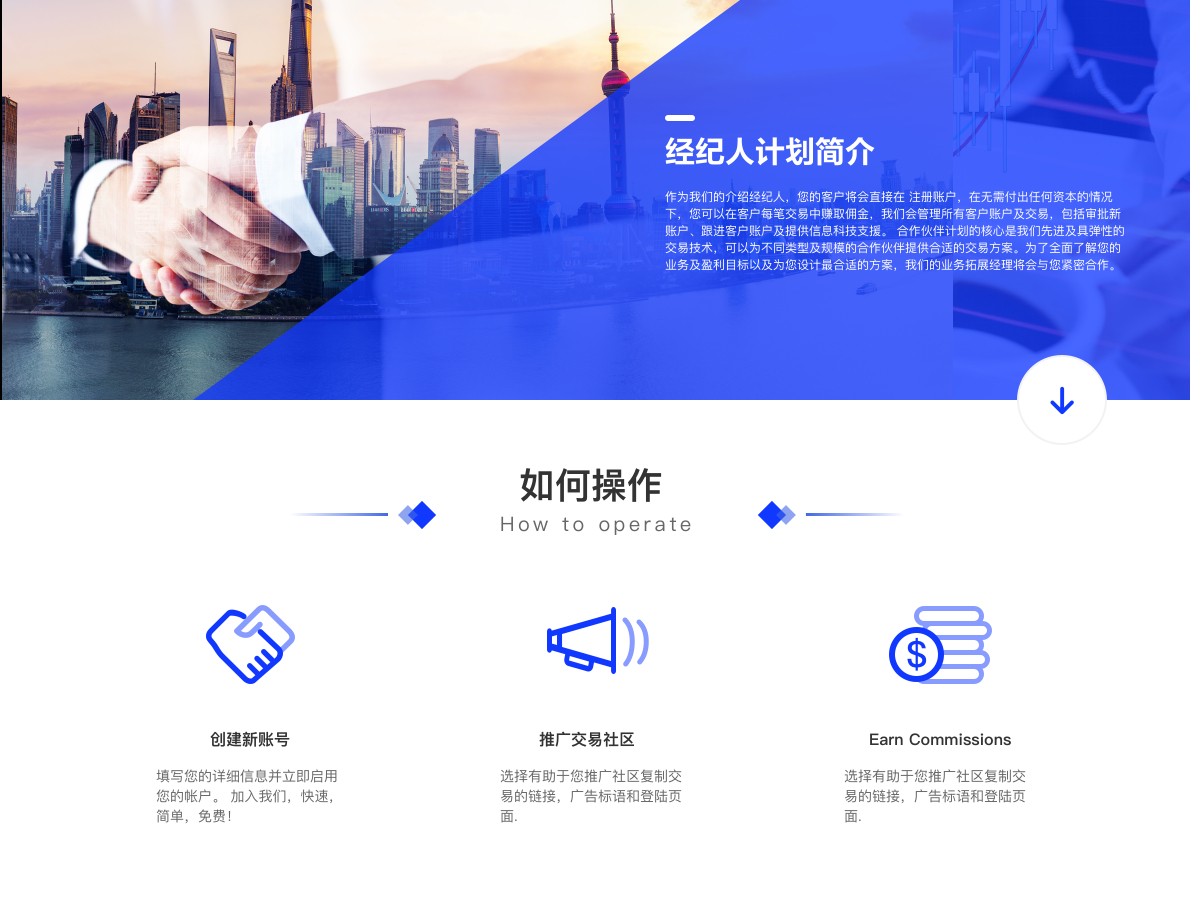 经纪人计划简介
作为我们的介绍经纪人，您的客户将会直接在 注册账户，在无需付出任何资本的情况
下，您可以在客户每笔交易中赚取佣金，我们会管理所有客户账户及交易，包括审批新
账户、跟进客户账户及提供信息科技支援。 合作伙伴计划的核心是我们先进及具弹性的
交易技术，可以为不同类型及规模的合作伙伴提供合适的交易方案。为了全面了解您的
业务及盈利目标以及为您设计最合适的方案，我们的业务拓展经理将会与您紧密合作。
如何操作
How to operate
$
创建新账号
填写您的详细信息并立即启用
您的帐户。 加入我们，快速，
简单，免费！
推广交易社区
选择有助于您推广社区复制交
易的链接，广告标语和登陆页
面.
Earn Commissions
选择有助于您推广社区复制交
易的链接，广告标语和登陆页
面.